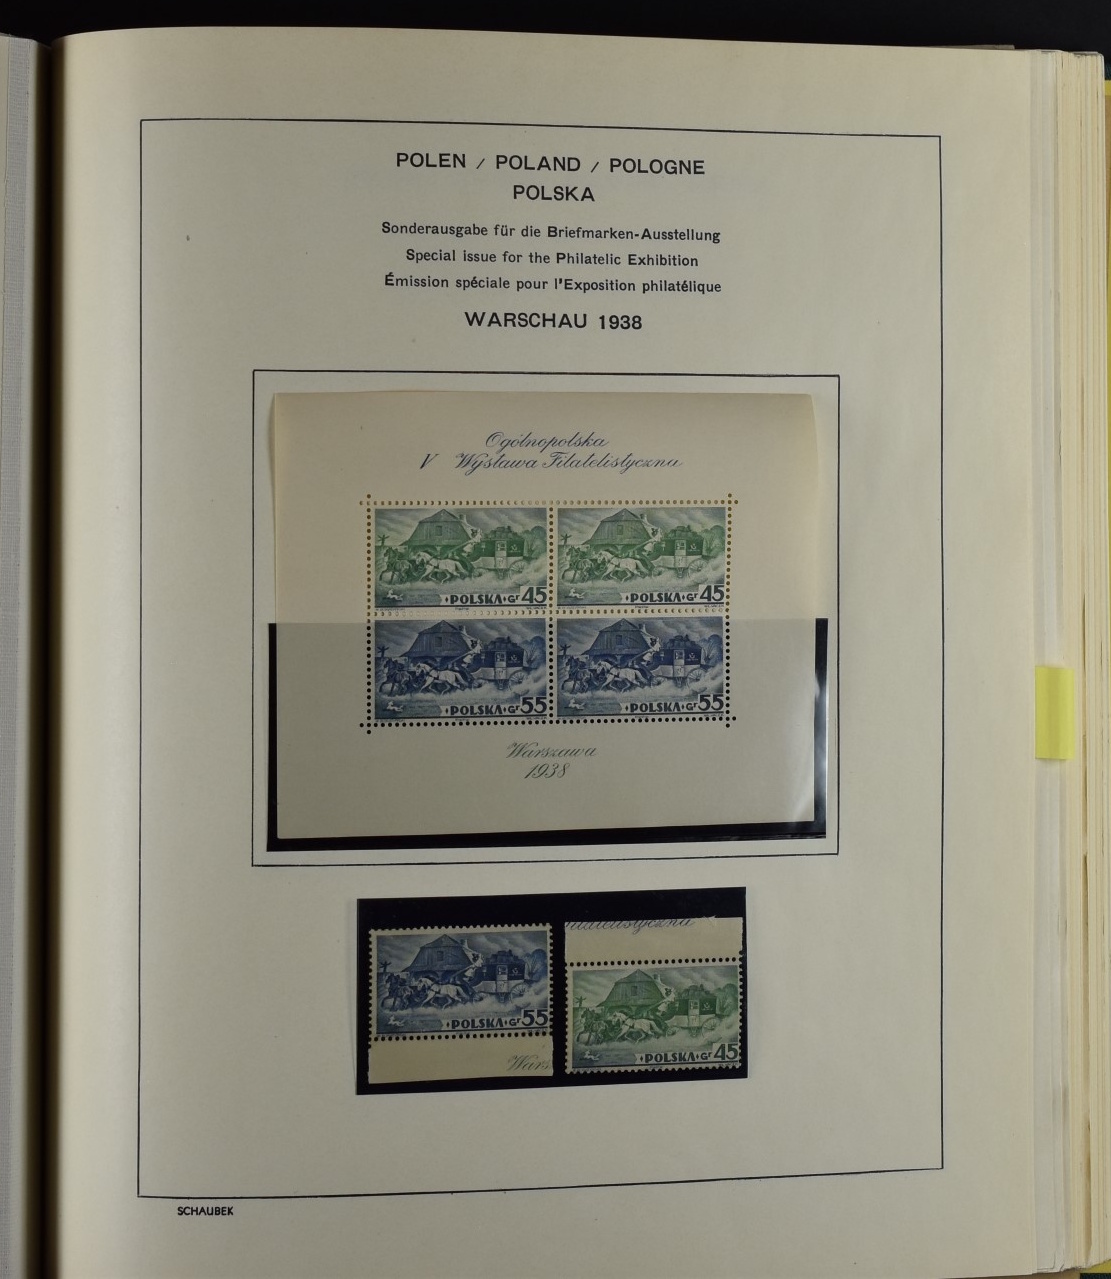 POLEN / POLAND / POLOGNE
POLSKA
Sonderausgabe für die Briefmarken-Ausstellung
Special issue for the Philatelic Exhibition
Émission spéciale pour l'Exposition philatélique
WARSCHAU 1938
Ogólnopolska
V Wystawa Filatelistyczna
POLSKA·Gr 45 POLSKA·Gr 45
POLSKA·Gr 55 POLSKA·Gr 55
Warszawa
1938
ilatelistyczna
POLSKA·Gr 55
POLSKA·Gr 45
Wars
SCHAUBEK